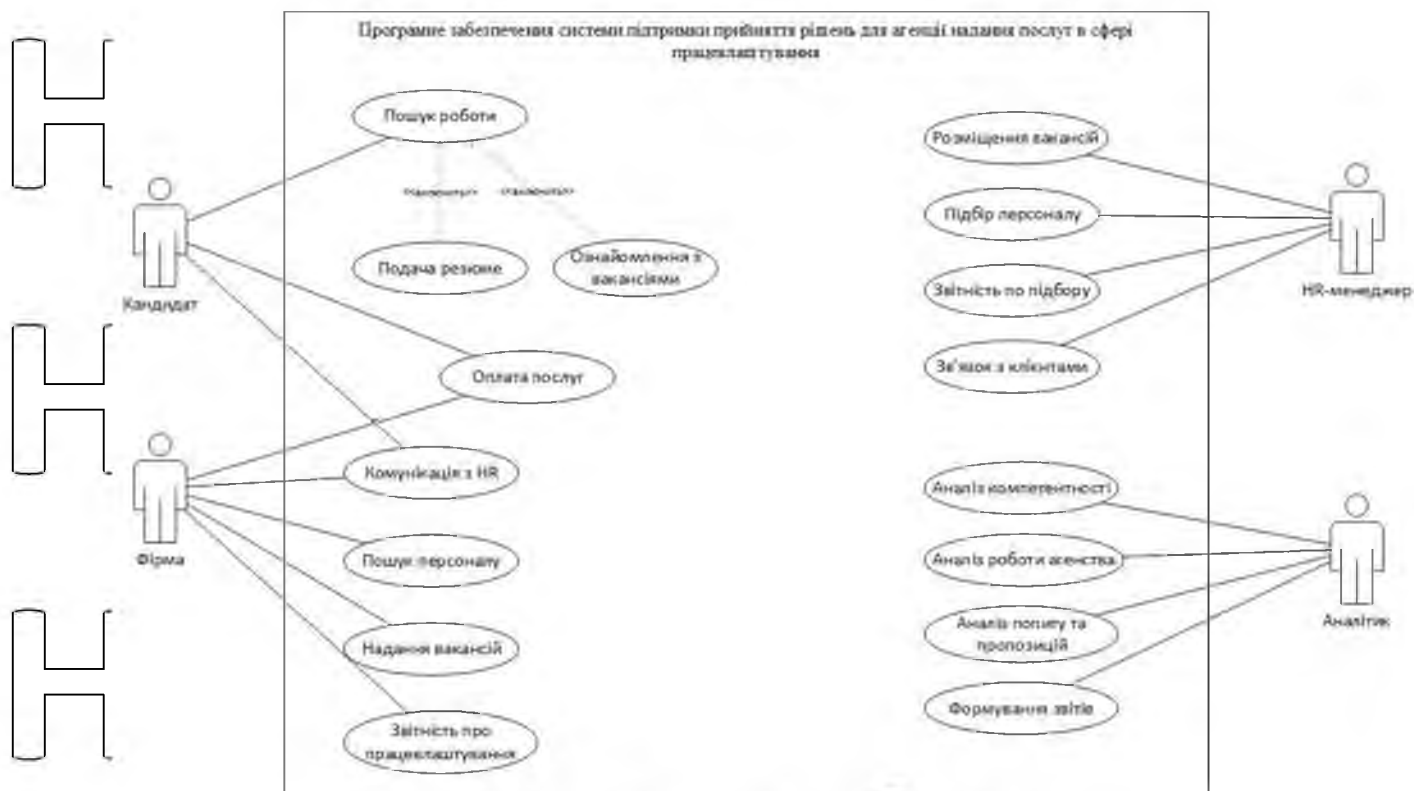 Програмне забезпечення системи підтримки прийняття рішень для агенції надання послуг в сфері
працевлаштування
Пошук роботи
Подача резюме
Ознайомлення з
вакансіями
Кандидат
Оплата послуг
Комунікація з HR
Фірма
Пошук персоналу
Надання вакансій
Звітність про
працевлаштування
Розміщення вакансій
Підбір персоналу
Звітність по підбору
Зв'язок з клієнтами
HR-менеджер
Аналіз компетентності
Аналіз роботи агенства
Аналіз попиту та
пропозицій
Формування звітів
Аналітик